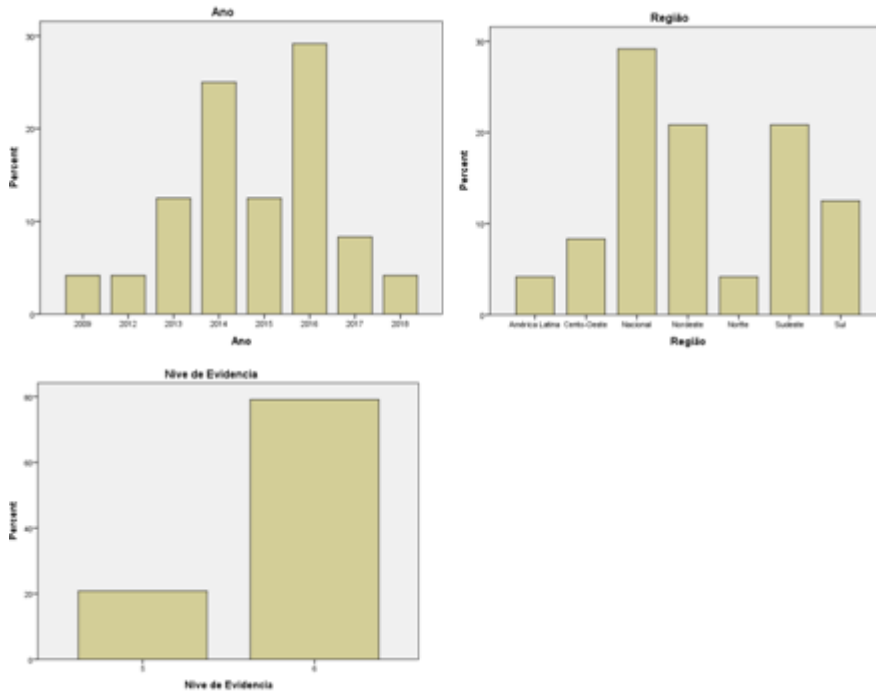 Ano
30
20
10
0
Percent
2009 2012 2013 2014 2015 2016 2017 2018
Ano
Região
30
20
10
0
Percent
América Latina Cento-Oeste Nacional Nordeste Norte Sudeste Sul
Região
Nive de Evidencia
80
60
40
20
0
Percent
5 6
Nive de Evidencia